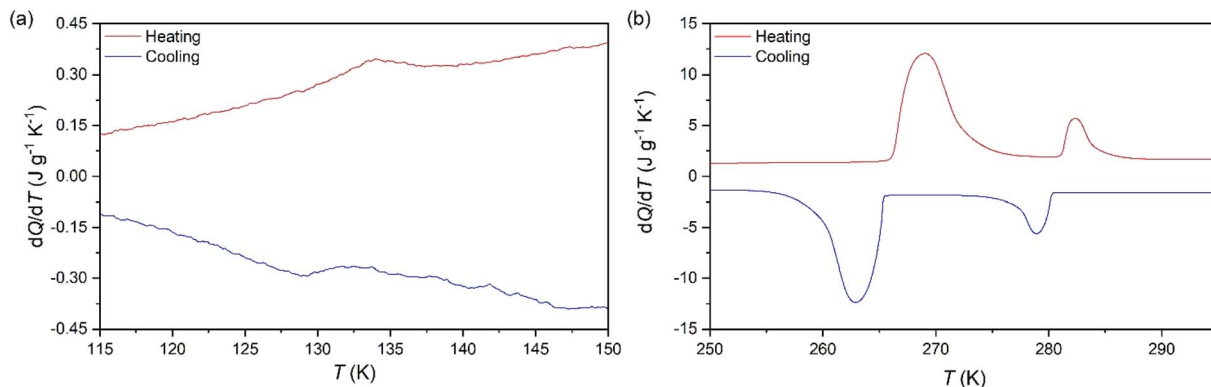 (a)
0.45
0.30
0.15
0.00
-0.15
-0.30
-0.45
dQ/dT (J g⁻¹ K⁻¹)
Heating
Cooling
115 120 125 130 135 140 145 150
T (K)
(b)
15
10
5
0
-5
-10
-15
dQ/dT (J g⁻¹ K⁻¹)
Heating
Cooling
250 260 270 280 290
T (K)